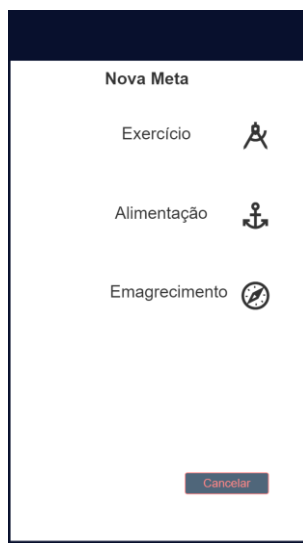 Nova Meta
Exercício
Alimentação
Emagrecimento
Cancelar